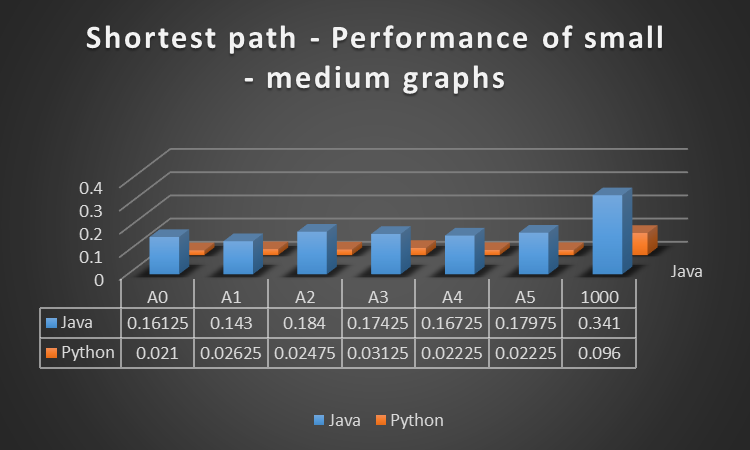 Shortest path - Performance of small
- medium graphs
0.4
0.3
0.2
0.1
0
Java
A0 A1 A2 A3 A4 A5 1000
Java 0.16125 0.143 0.184 0.17425 0.16725 0.17975 0.341
Python 0.021 0.02625 0.02475 0.03125 0.02225 0.02225 0.096
Java Python